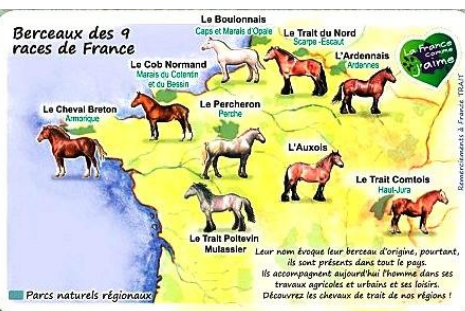 Berceaux des 9
races de France
Le Boulonnais
Caps et Marais d'Opale
Le Trait du Nord
Scarpe-Escaut
L'Ardennais
Ardennes
La France
comme
j'aime
Le Cob Normand
Marais du Cotentin
et du Bessin
Le Cheval Breton
Armorique
Le Percheron
Perche
L'Auxois
Le Trait Comtois
Haut-Jura
Le Trait Poitevin
Mulassier
Leur nom évoque leur berceau d'origine, pourtant,
ils sont présents dans tout le pays.
Ils accompagnent aujourd'hui l'homme dans ses
travaux agricoles et urbains et ses loisirs.
Découvrez les chevaux de trait de nos régions !
Parcs naturels régionaux
Remerciements à France TRAIT